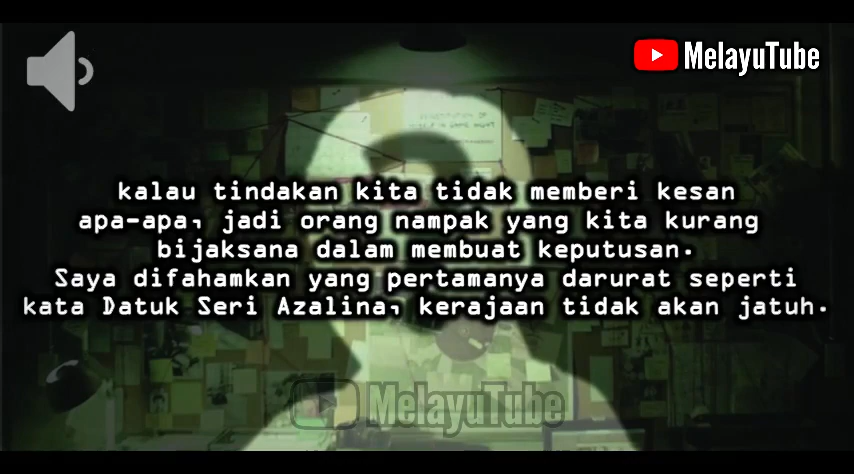 MelayuTube
kalau tindakan kita tidak memberi kesan
apa-apa, jadi orang nampak yang kita kurang
bijaksana dalam membuat keputusan.
Saya difahamkan yang pertamanya darurat seperti
kata Datuk Seri Azalina, kerajaan tidak akan jatuh.
MelayuTube